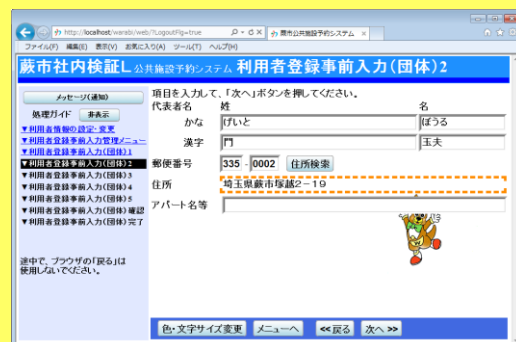 http://localhost/warabi/web/?LogoutFlg=true
蕨市公共施設予約システム
ファイル(F) 編集(E) 表示(V) お気に入り(A) ツール(T) ヘルプ(H)
蕨市社内検証L 公共施設予約システム 利用者登録事前入力(団体)2
メッセージ(通知)
処理ガイド 非表示
▼利用者情報の設定・変更
▼利用者登録事前入力管理メニュー
▼利用者登録事前入力(団体)1
▼利用者登録事前入力(団体)2
▼利用者登録事前入力(団体)3
▼利用者登録事前入力(団体)4
▼利用者登録事前入力(団体)5
▼利用者登録事前入力(団体)確認
▼利用者登録事前入力(団体)完了
途中で、ブラウザの「戻る」は
使用しないでください。
項目を入力して、「次へ」ボタンを押してください。
代表者名 姓 名
かな げいと ぼうる
漢字 門 玉夫
郵便番号 335 - 0002 住所検索
住所 埼玉県蕨市塚越2-19
アパート名等
色・文字サイズ変更 メニューへ <<戻る 次へ>>